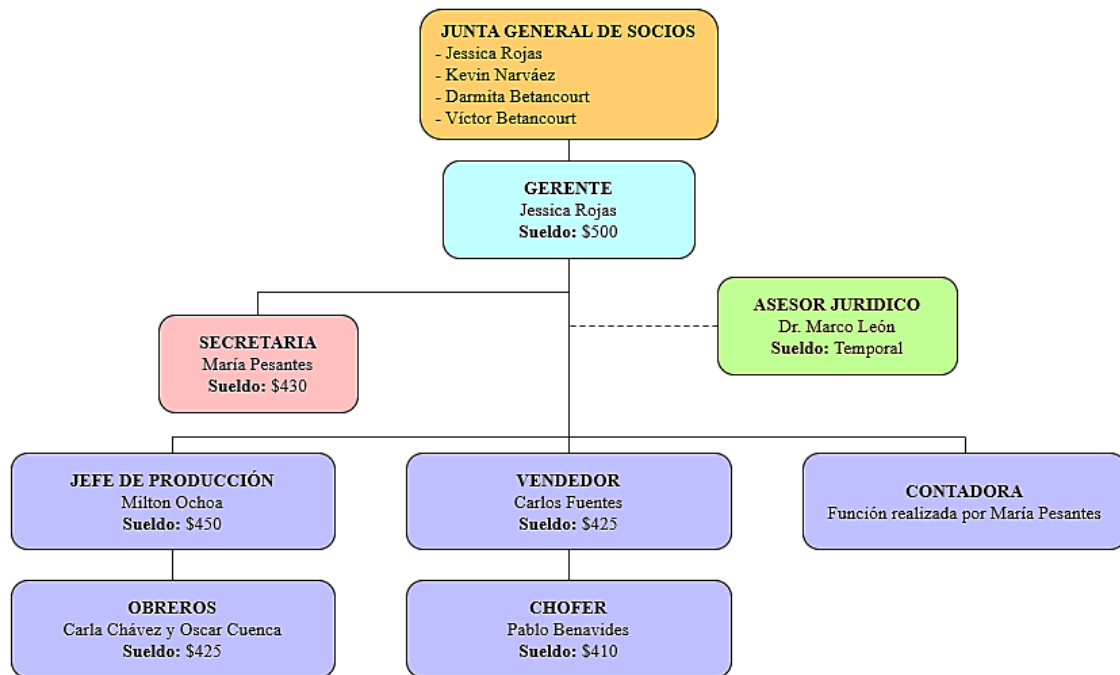 JUNTA GENERAL DE SOCIOS
- Jessica Rojas
- Kevin Narváez
- Darmita Betancourt
- Víctor Betancourt
GERENTE
Jessica Rojas
Sueldo: $500
ASESOR JURIDICO
Dr. Marco León
Sueldo: Temporal
SECRETARIA
María Pesantes
Sueldo: $430
JEFE DE PRODUCCIÓN
Milton Ochoa
Sueldo: $450
VENDEDOR
Carlos Fuentes
Sueldo: $425
CONTADORA
Función realizada por María Pesantes
OBREROS
Carla Chávez y Oscar Cuenca
Sueldo: $425
CHOFER
Pablo Benavides
Sueldo: $410